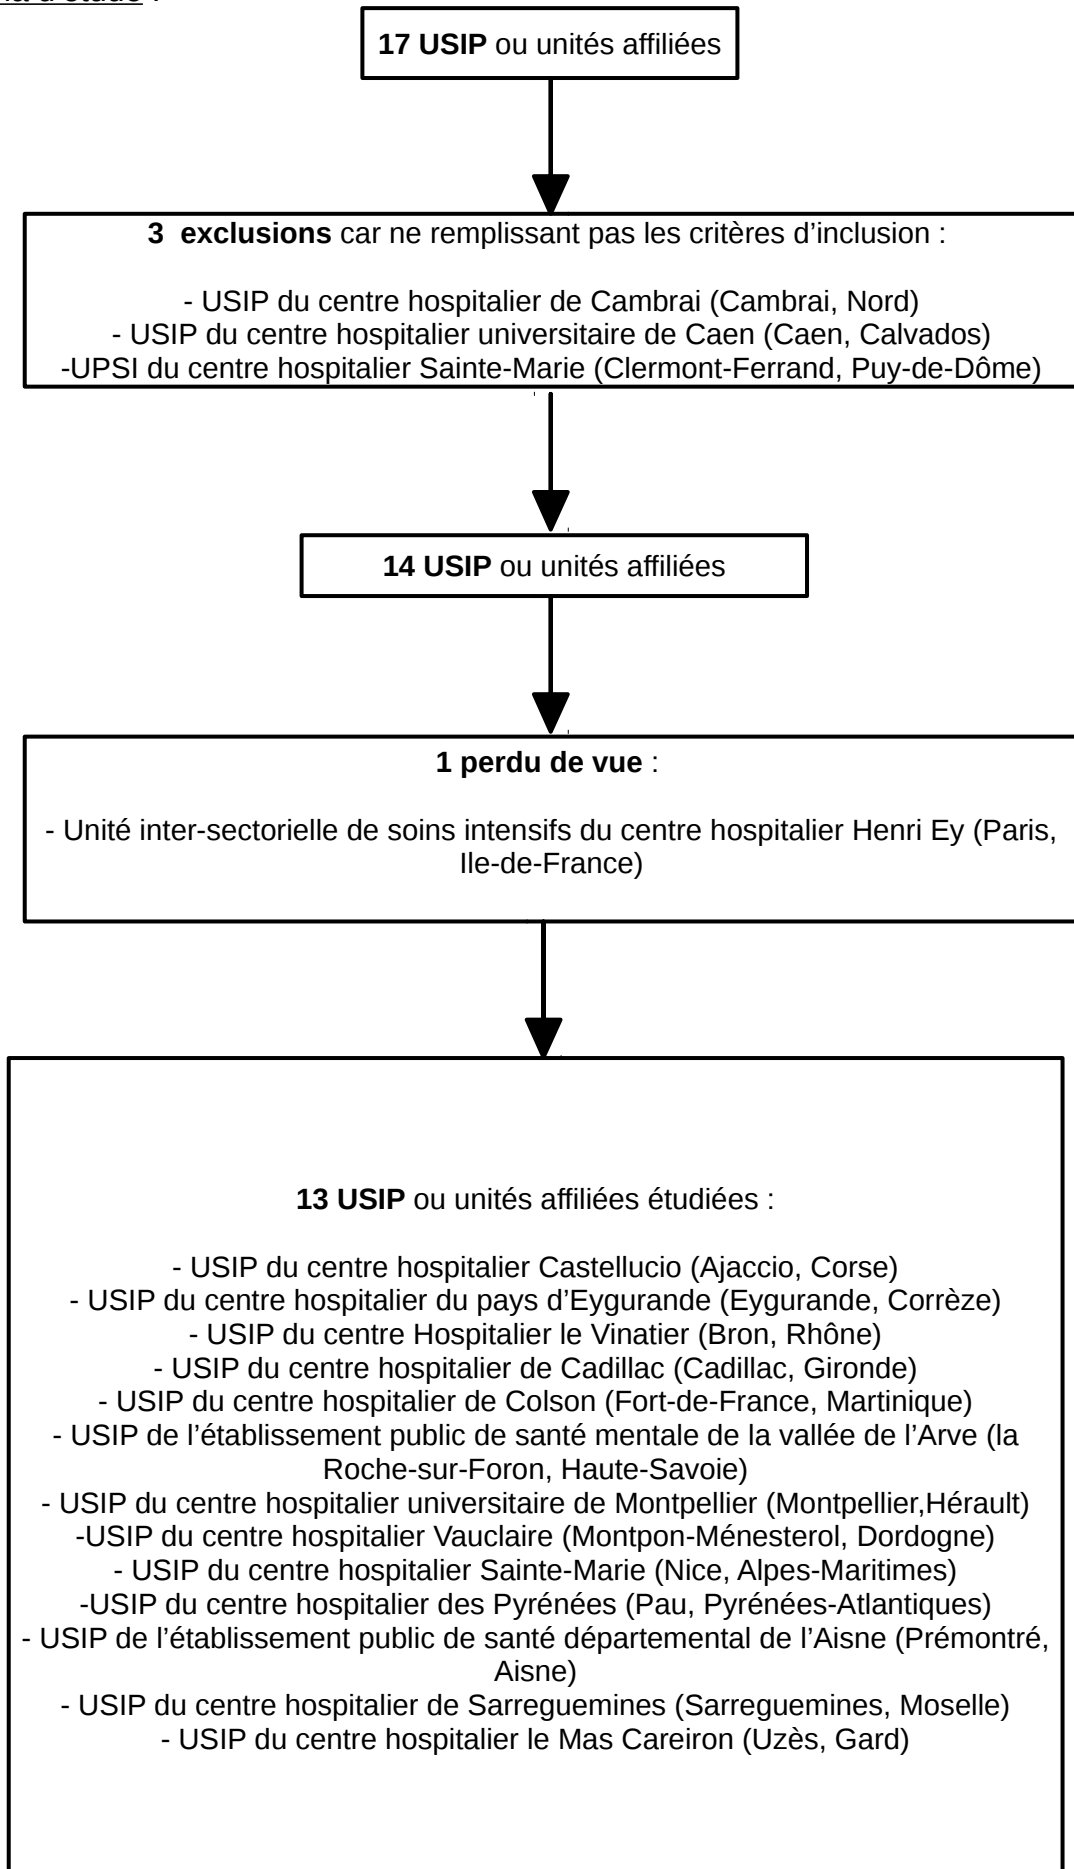 d'étude :
17 USIP ou unités affiliées
3 exclusions car ne remplissant pas les critères d’inclusion :
- USIP du centre hospitalier de Cambrai (Cambrai, Nord)
- USIP du centre hospitalier universitaire de Caen (Caen, Calvados)
-UPSI du centre hospitalier Sainte-Marie (Clermont-Ferrand, Puy-de-Dôme)
14 USIP ou unités affiliées
1 perdu de vue :
- Unité inter-sectorielle de soins intensifs du centre hospitalier Henri Ey (Paris,
Ile-de-France)
13 USIP ou unités affiliées étudiées :
- USIP du centre hospitalier Castellucio (Ajaccio, Corse)
- USIP du centre hospitalier du pays d’Eygurande (Eygurande, Corrèze)
- USIP du centre Hospitalier le Vinatier (Bron, Rhône)
- USIP du centre hospitalier de Cadillac (Cadillac, Gironde)
- USIP du centre hospitalier de Colson (Fort-de-France, Martinique)
- USIP de l’établissement public de santé mentale de la vallée de l’Arve (la
Roche-sur-Foron, Haute-Savoie)
- USIP du centre hospitalier universitaire de Montpellier (Montpellier,Hérault)
-USIP du centre hospitalier Vauclaire (Montpon-Ménesterol, Dordogne)
- USIP du centre hospitalier Sainte-Marie (Nice, Alpes-Maritimes)
-USIP du centre hospitalier des Pyrénées (Pau, Pyrénées-Atlantiques)
- USIP de l’établissement public de santé départemental de l’Aisne (Prémontré,
Aisne)
- USIP du centre hospitalier de Sarreguemines (Sarreguemines, Moselle)
- USIP du centre hospitalier le Mas Careiron (Uzès, Gard)